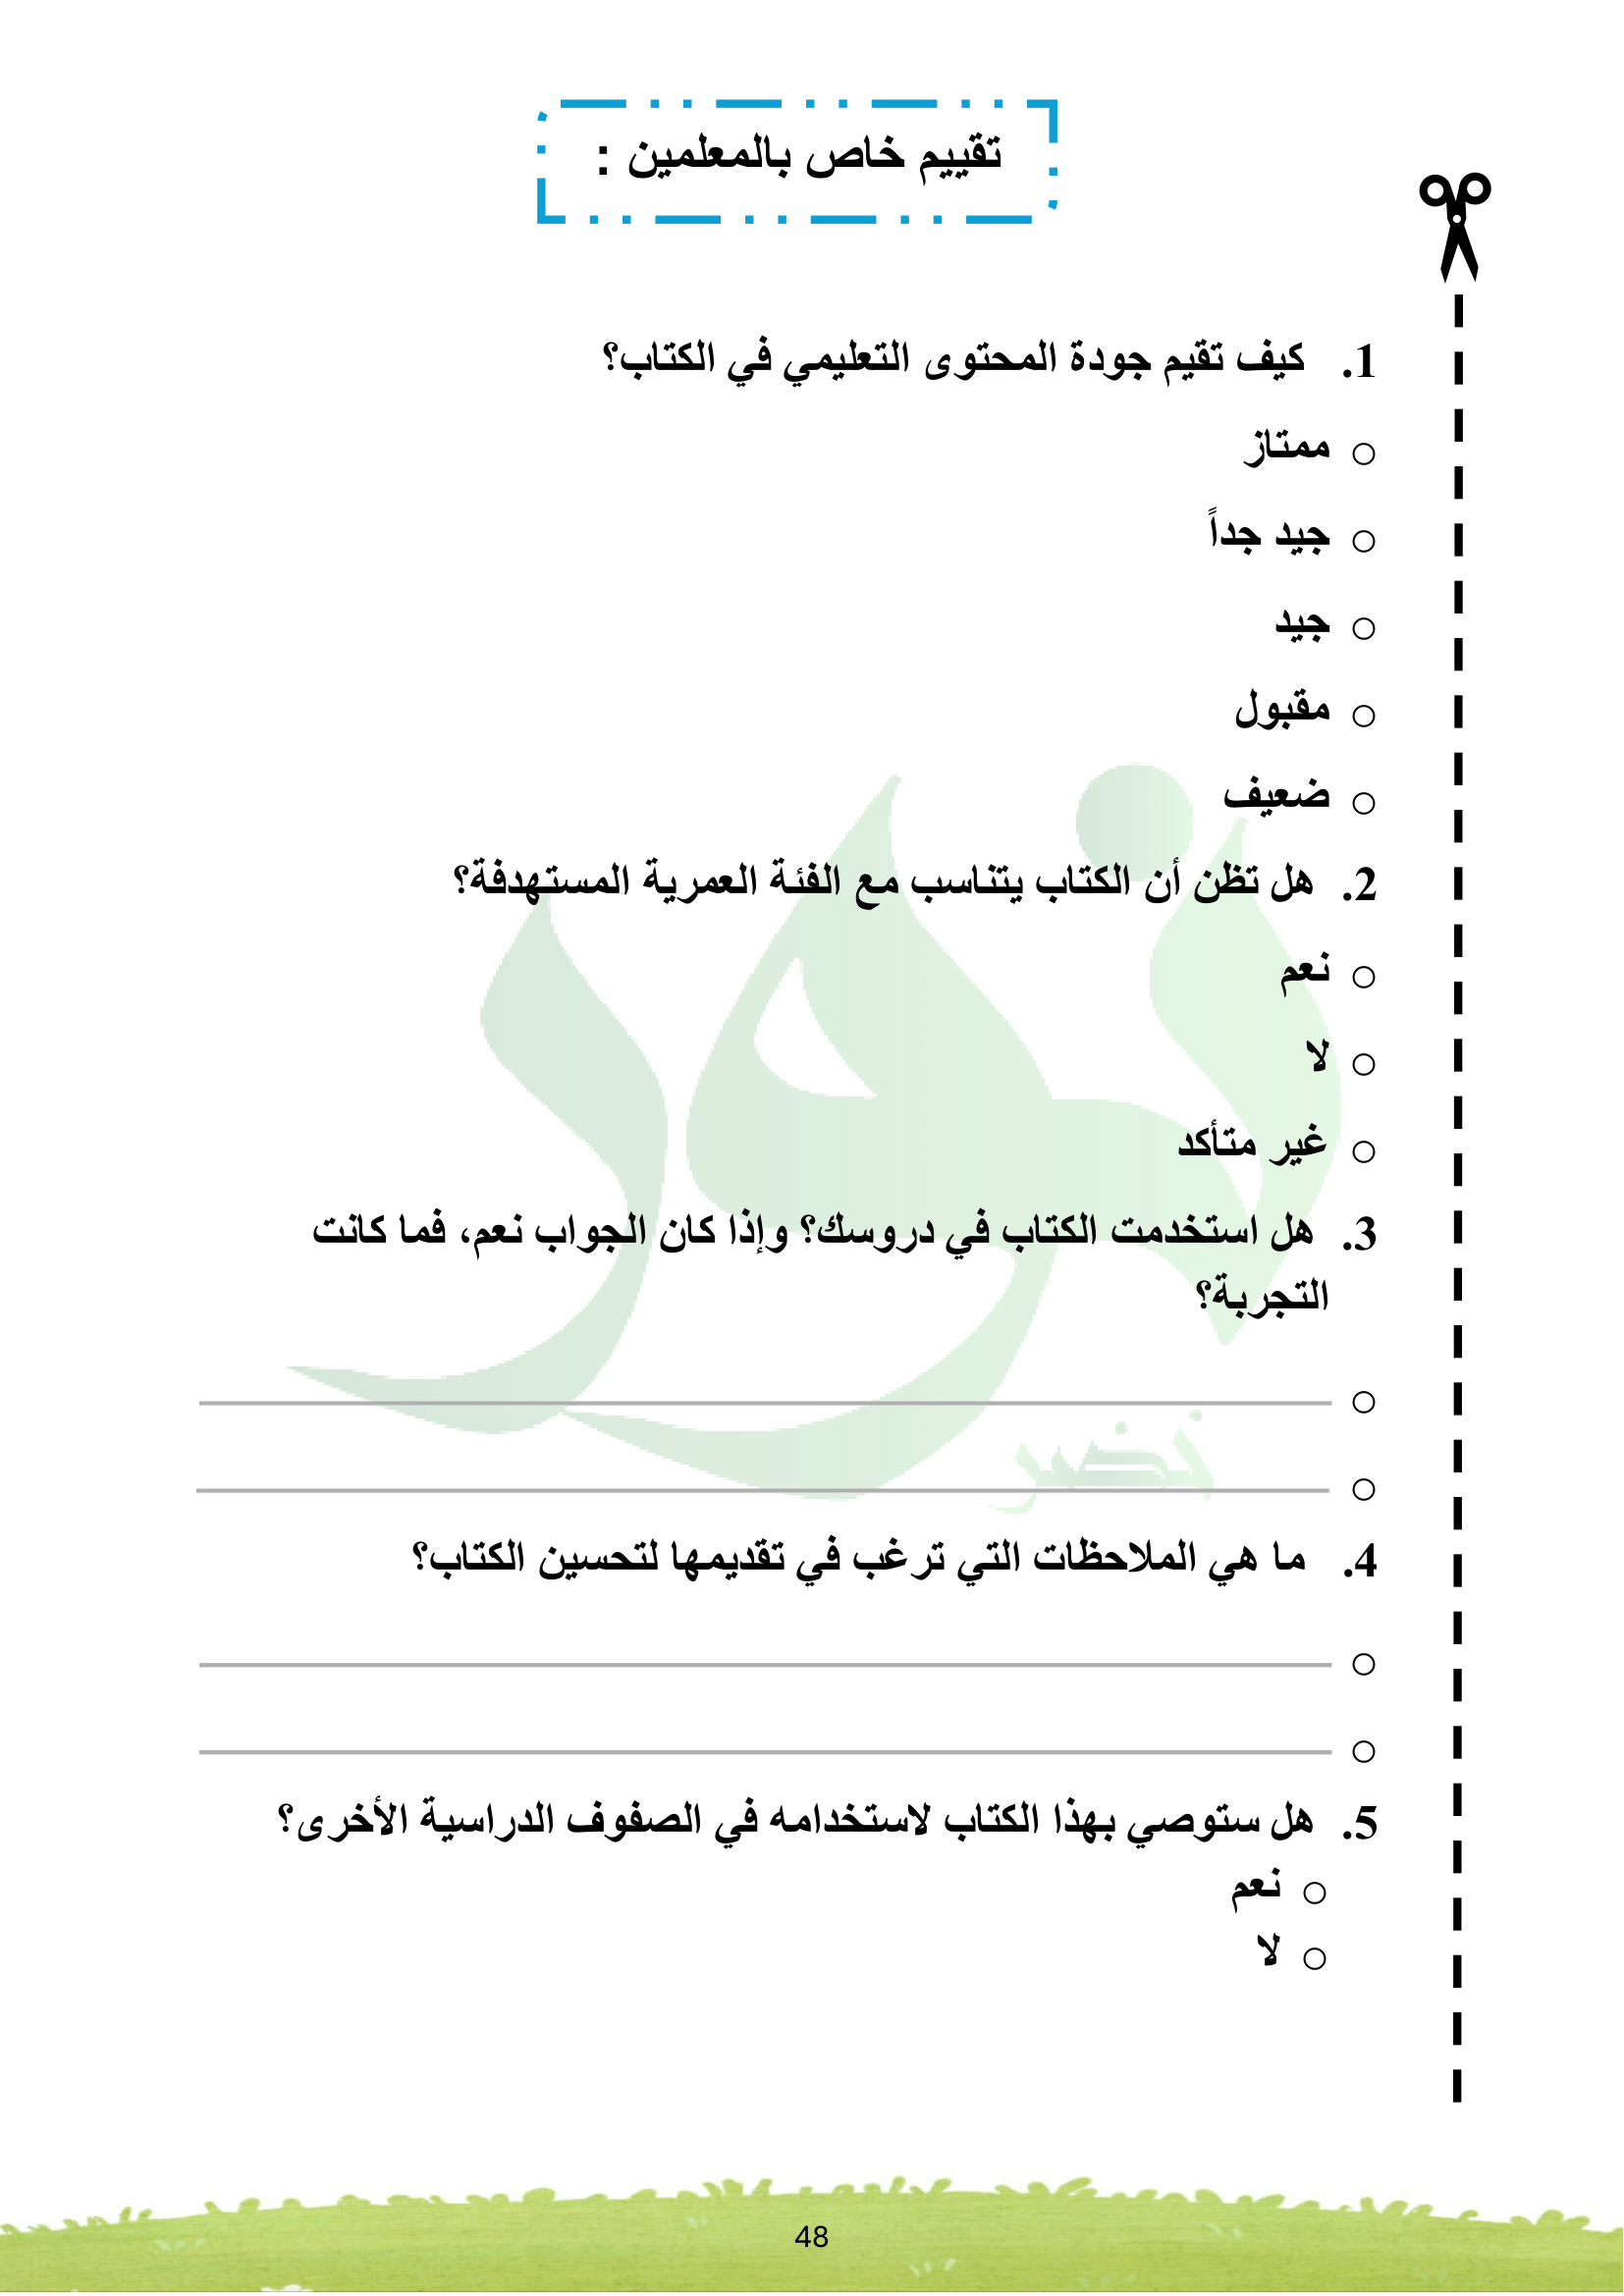 تقييم خاص بالمعلمين :
1. كيف تقيم جودة المحتوى التعليمي في الكتاب؟
○ ممتاز
○ جيد جداً
○ جيد
○ مقبول
○ ضعيف
2. هل تظن أن الكتاب يتناسب مع الفئة العمرية المستهدفة؟
○ نعم
○ لا
○ غير متأكد
3. هل استخدمت الكتاب في دروسك؟ وإذا كان الجواب نعم، فما كانت
التجربة؟
4. ما هي الملاحظات التي ترغب في تقديمها لتحسين الكتاب؟
5. هل ستوصي بهذا الكتاب لاستخدامه في الصفوف الدراسية الأخرى؟
○ نعم
○ لا
نور
خضر
48